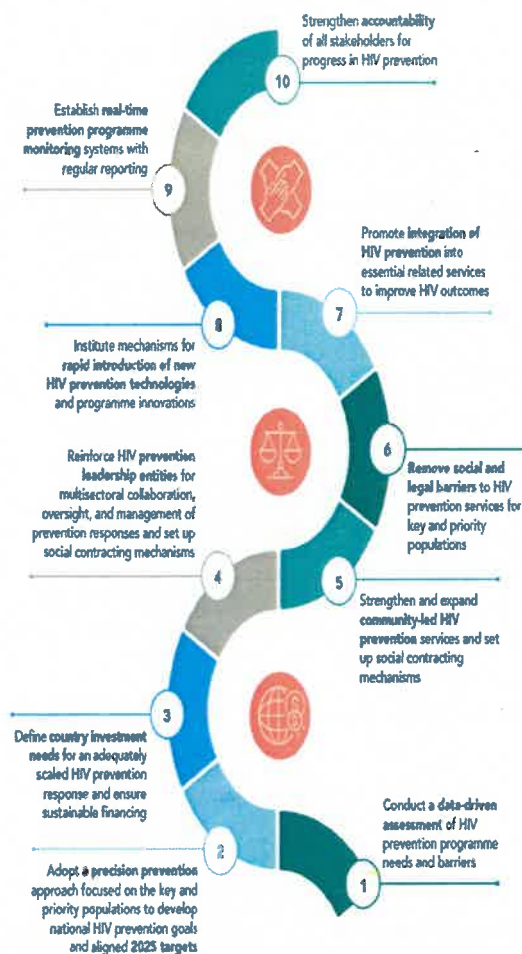 Strengthen accountability
of all stakeholders for
progress in HIV prevention
10
Establish real-time
prevention programme
monitoring systems with
regular reporting
9
Promote integration of
HIV prevention into
essential related services
to improve HIV outcomes
7
8
Institute mechanisms for
rapid introduction of new
HIV prevention technologies
and programme innovations
Reinforce HIV prevention
leadership entities for
multisectoral collaboration,
oversight, and management of
prevention responses and set up
social contracting mechanisms
6
Remove social and
legal barriers to HIV
prevention services for
key and priority
populations
4
5
Strengthen and expand
community-led HIV
prevention services and set
up social contracting
mechanisms
3
Define country investment
needs for an adequately
scaled HIV prevention
response and ensure
sustainable financing
Conduct a data-driven
assessment of HIV
prevention programme
needs and barriers
2
1
Adopt a precision prevention
approach focused on the key and
priority populations to develop
national HIV prevention goals
and aligned 2025 targets